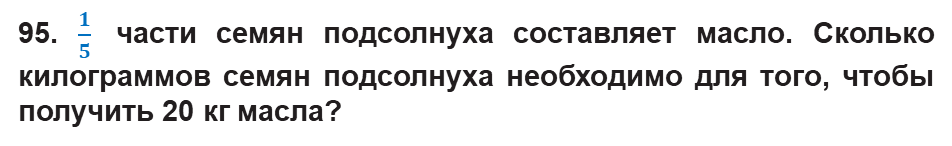 95. 1/5 части семян подсолнуха составляет масло. Сколько
килограммов семян подсолнуха необходимо для того, чтобы
получить 20 кг масла?